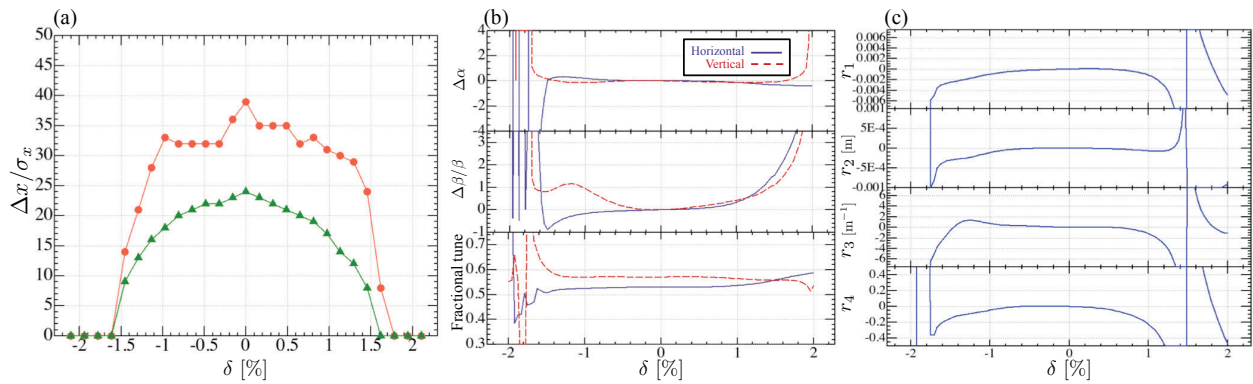 (a)
50
45
40
35
30
25
20
15
10
5
0
Δx/σx
-2 -1.5 -1 -0.5 0 0.5 1 1.5 2
δ [%]
(b)
Horizontal
Vertical
4
2
0
-2
4
Δα
3
2
1
0
-1
Δβ/β
0.7
0.6
0.5
0.4
0.3
Fractional tune
-2 -1 0 1 2
δ [%]
(c)
0.006
0.004
0
-0.004
-0.006
r1
0.001
5E-4
0
-5E-4
-0.001
r2 [m]
6
4
2
0
-2
-4
-6
r3 [m⁻¹]
0.4
0.2
0
-0.2
-0.4
r4
-2 -1 0 1 2
δ [%]